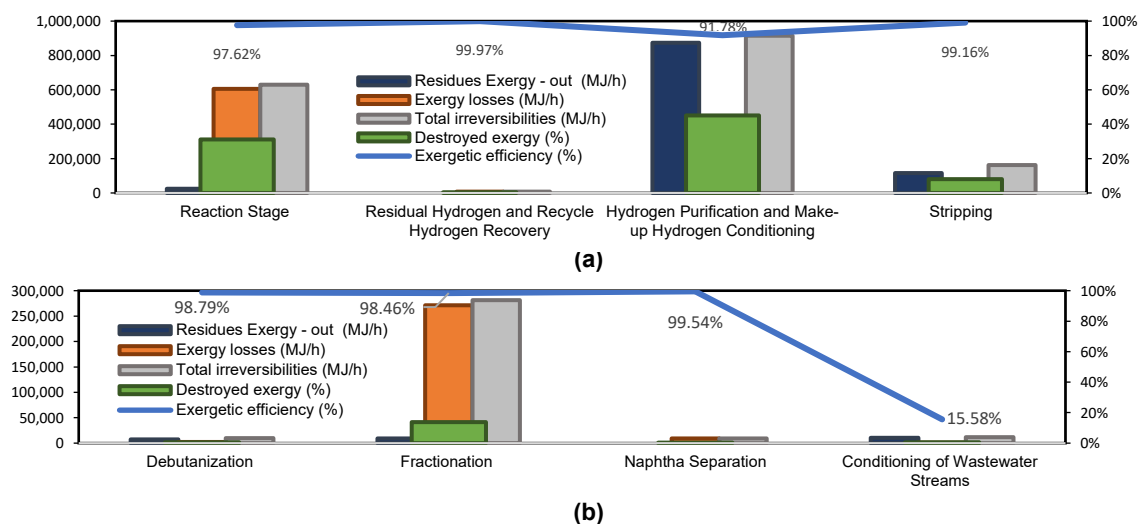 1,000,000
800,000
600,000
400,000
200,000
0
100%
80%
60%
40%
20%
0%
97.62%
99.97%
91.78%
99.16%
Residues Exergy - out (MJ/h)
Exergy losses (MJ/h)
Total irreversibilities (MJ/h)
Destroyed exergy (%)
Exergetic efficiency (%)
Reaction Stage
Residual Hydrogen and Recycle
Hydrogen Recovery
Hydrogen Purification and Make-
up Hydrogen Conditioning
Stripping
(a)
300,000
250,000
200,000
150,000
100,000
50,000
0
100%
80%
60%
40%
20%
0%
98.79%
98.46%
99.54%
15.58%
Residues Exergy - out (MJ/h)
Exergy losses (MJ/h)
Total irreversibilities (MJ/h)
Destroyed exergy (%)
Exergetic efficiency (%)
Debutanization
Fractionation
Naphtha Separation
Conditioning of Wastewater
Streams
(b)